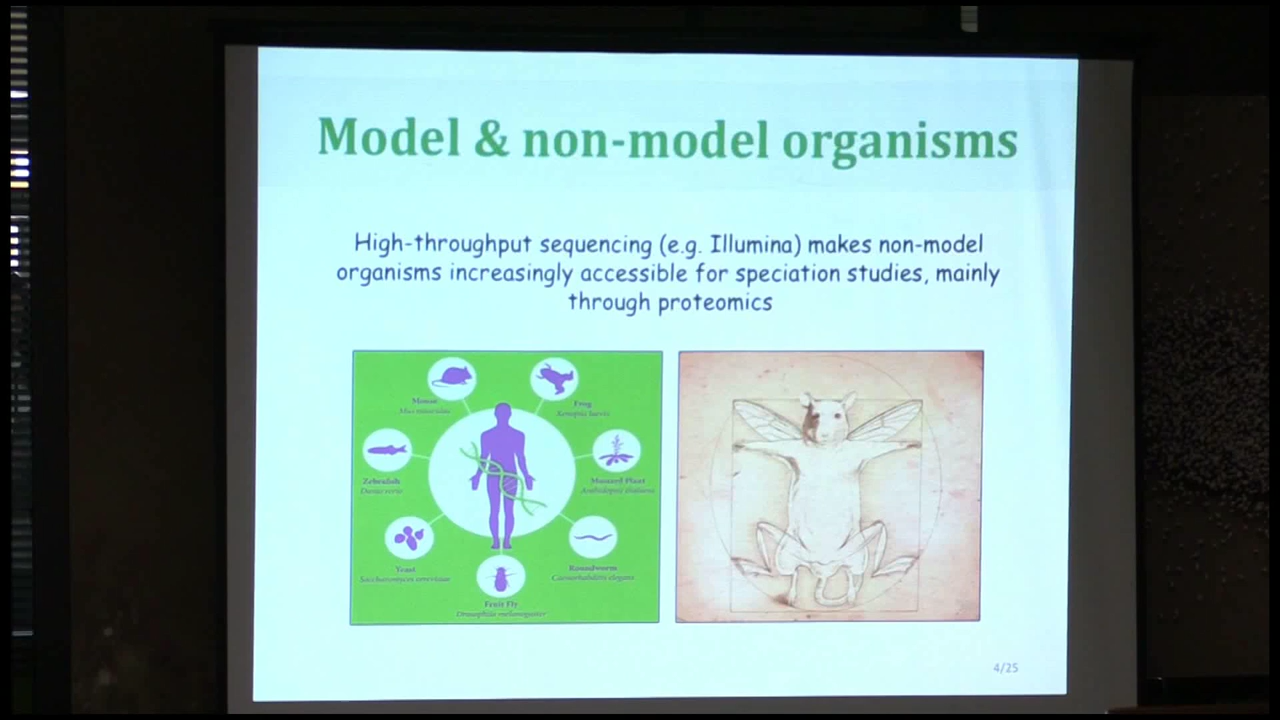 Model & non-model organisms
High-throughput sequencing (e.g. Illumina) makes non-model
organisms increasingly accessible for speciation studies, mainly
through proteomics
Mouse
Mus musculus
Frog
Xenopus laevis
Zebrafish
Danio rerio
Mustard Plant
Arabidopsis thaliana
Yeast
Saccharomyces cerevisiae
Roundworm
Caenorhabditis elegans
Fruit Fly
Drosophila melanogaster
4/25